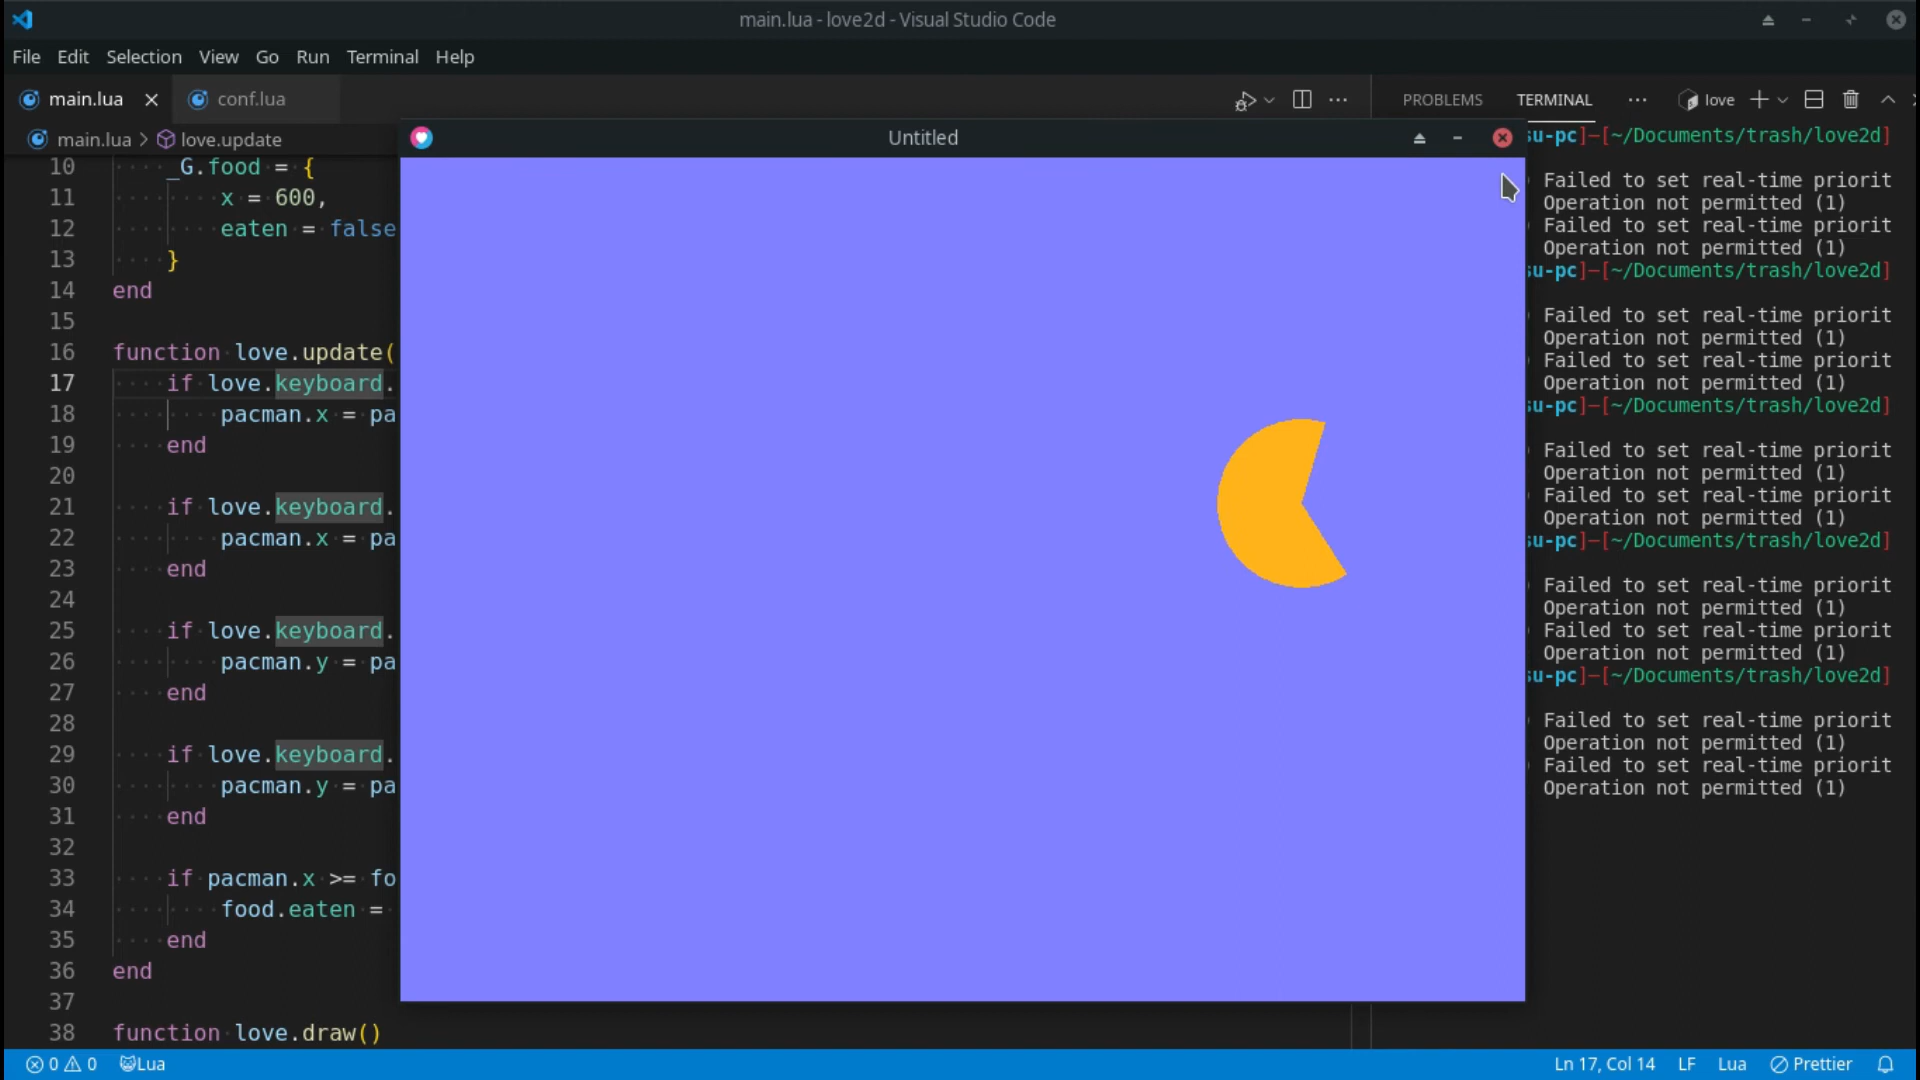 main.lua - love2d - Visual Studio Code
File Edit Selection View Go Run Terminal Help
main.lua conf.lua
PROBLEMS TERMINAL ··· love
main.lua > love.update
Untitled
10 _G.food = {
11 x = 600,
12 eaten = false
13 }
14 end
15
16 function love.update(
17 if love.keyboard.
18 pacman.x = pa
19 end
20
21 if love.keyboard.
22 pacman.x = pa
23 end
24
25 if love.keyboard.
26 pacman.y = pa
27 end
28
29 if love.keyboard.
30 pacman.y = pa
31 end
32
33 if pacman.x >= fo
34 food.eaten =
35 end
36 end
37
38 function love.draw()
su-pc]—[~/Documents/trash/love2d]
Failed to set real-time priorit
Operation not permitted (1)
Failed to set real-time priorit
Operation not permitted (1)
su-pc]—[~/Documents/trash/love2d]
Failed to set real-time priorit
Operation not permitted (1)
Failed to set real-time priorit
Operation not permitted (1)
su-pc]—[~/Documents/trash/love2d]
Failed to set real-time priorit
Operation not permitted (1)
Failed to set real-time priorit
Operation not permitted (1)
su-pc]—[~/Documents/trash/love2d]
Failed to set real-time priorit
Operation not permitted (1)
Failed to set real-time priorit
Operation not permitted (1)
su-pc]—[~/Documents/trash/love2d]
Failed to set real-time priorit
Operation not permitted (1)
Failed to set real-time priorit
Operation not permitted (1)
0 0 Lua Ln 17, Col 14 LF Lua Prettier